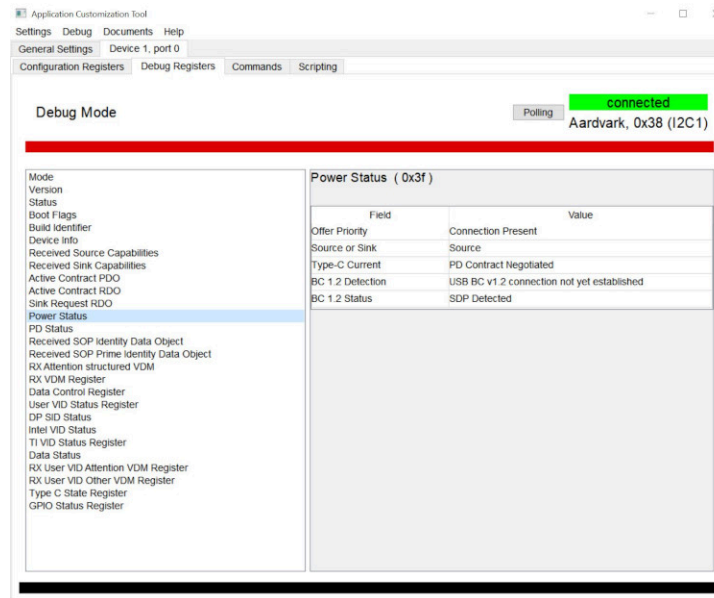 Application Customization Tool
Settings Debug Documents Help
General Settings Device 1, port 0
Configuration Registers Debug Registers Commands Scripting
Debug Mode
Polling
connected
Aardvark, 0x38 (I2C1)
Mode
Version
Status
Boot Flags
Build Identifier
Device Info
Received Source Capabilities
Received Sink Capabilities
Active Contract PDO
Active Contract RDO
Sink Request RDO
Power Status
PD Status
Received SOP Identity Data Object
Received SOP Prime Identity Data Object
RX Attention structured VDM
RX VDM Register
Data Control Register
User VID Status Register
DP SID Status
Intel VID Status
TI VID Status Register
Data Status
RX User VID Attention VDM Register
RX User VID Other VDM Register
Type C State Register
GPIO Status Register
Power Status ( 0x3f )
Field Value
Offer Priority Connection Present
Source or Sink Source
Type-C Current PD Contract Negotiated
BC 1.2 Detection USB BC v1.2 connection not yet established
BC 1.2 Status SDP Detected